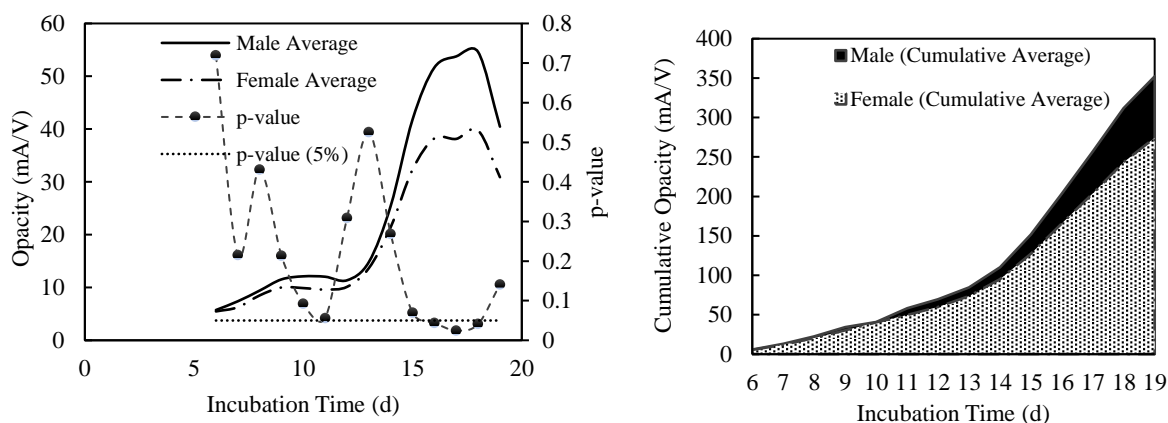 60
50
40
30
20
10
0
Opacity (mA/V)
Male Average
Female Average
p-value
p-value (5%)
0.8
0.7
0.6
0.5
0.4
0.3
0.2
0.1
0
p-value
0 5 10 15 20
Incubation Time (d)
400
350
300
250
200
150
100
50
0
Cumulative Opacity (mA/V)
Male (Cumulative Average)
Female (Cumulative Average)
6 7 8 9 10 11 12 13 14 15 16 17 18 19
Incubation Time (d)